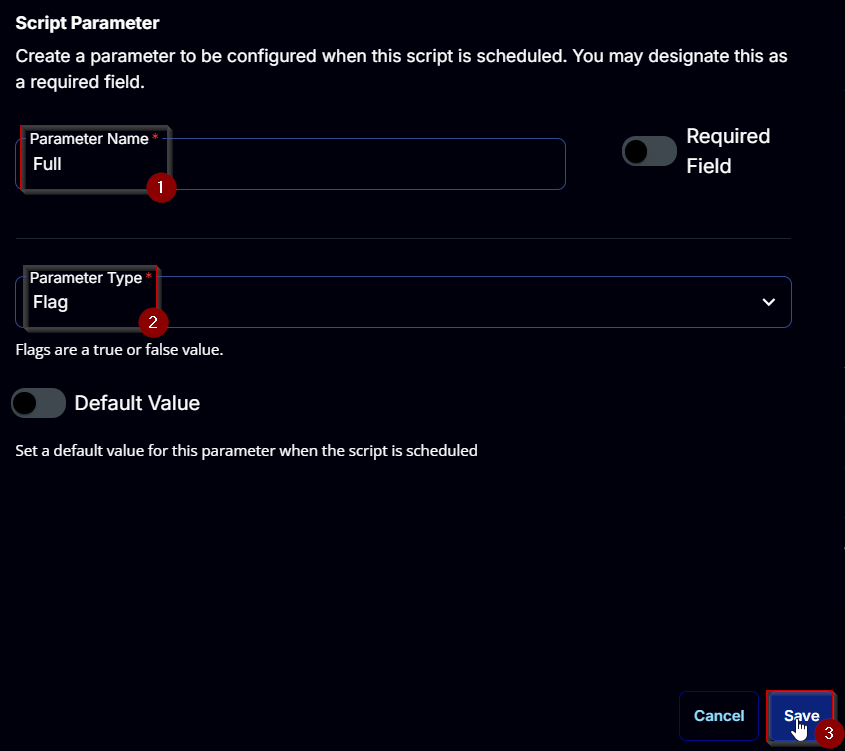 Script Parameter
Create a parameter to be configured when this script is scheduled. You may designate this as
a required field.
Parameter Name *
Full
1
Required
Field
Parameter Type *
Flag
2
Flags are a true or false value.
Default Value
Set a default value for this parameter when the script is scheduled
Cancel
Save
3